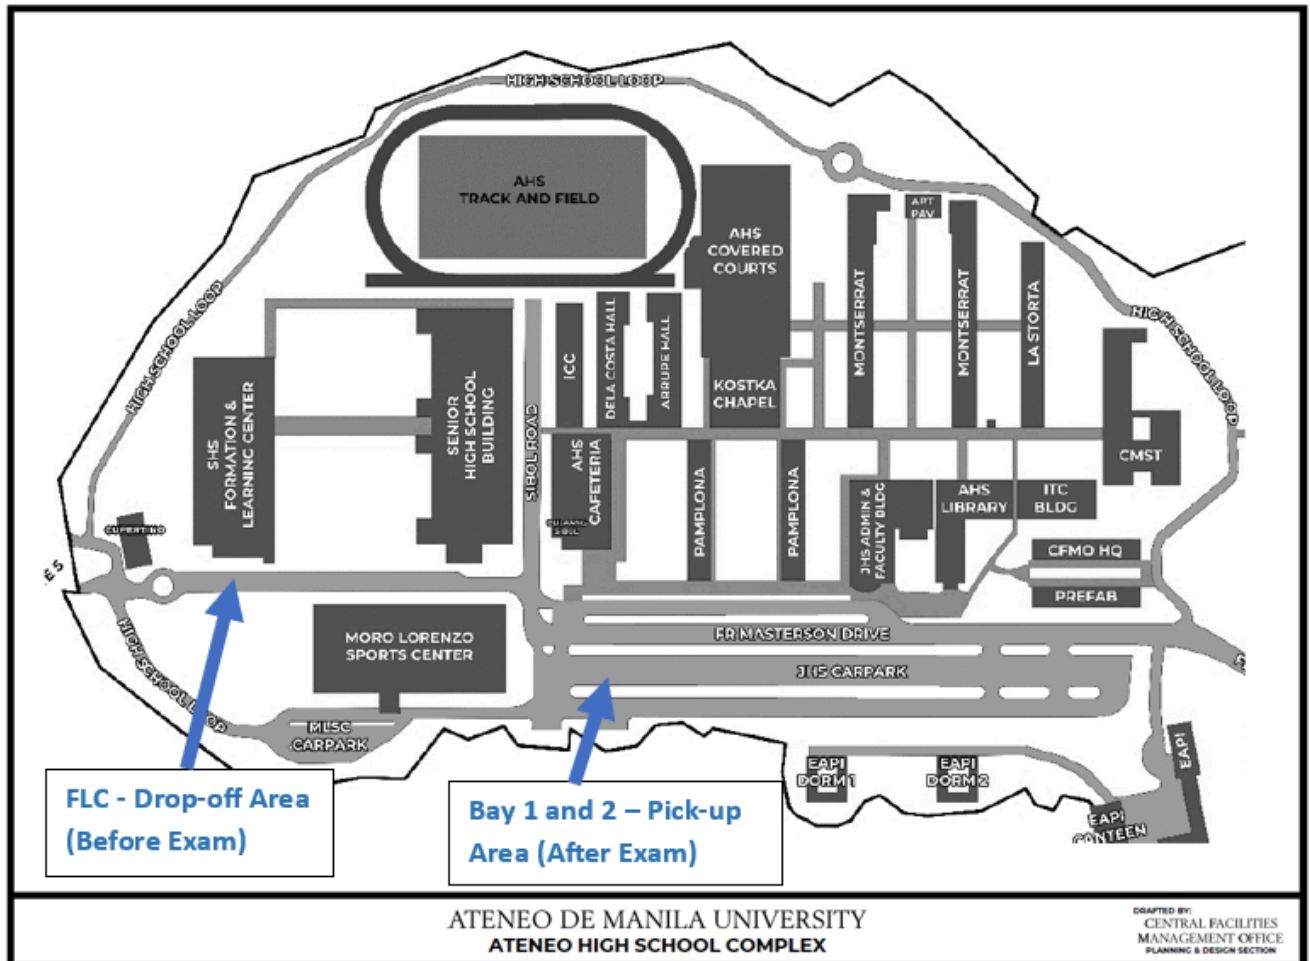 HIGH SCHOOL LOOP
AHS
TRACK AND FIELD
AHS
COVERED
COURTS
ART
PAV
MONTSERRAT
MONTSERRAT
LA STORTA
HIGH SCHOOL LOOP
HIGH SCHOOL LOOP
ICC
DELA COSTA HALL
ARRUPE HALL
KOSTKA
CHAPEL
SHS
FORMATION &
LEARNING CENTER
SENIOR
HIGH SCHOOL
BUILDING
SIBOL ROAD
AHS
CAFETERIA
SIBOL
PAMPLONA
PAMPLONA
JHS ADMIN &
FACULTY BLDG
AHS
LIBRARY
ITC
BLDG
CMST
CUPERTINO
CFMO HQ
PREFAB
E 5
HIGH SCHOOL LOOP
MORO LORENZO
SPORTS CENTER
FR MASTERSON DRIVE
JHS CARPARK
MLSC
CARPARK
EAPI
DORM 1
EAPI
DORM 2
EAPI
EAPI
CANTEEN
FLC - Drop-off Area
(Before Exam)
Bay 1 and 2 – Pick-up
Area (After Exam)
ATENEO DE MANILA UNIVERSITY
ATENEO HIGH SCHOOL COMPLEX
DRAFTED BY:
CENTRAL FACILITIES
MANAGEMENT OFFICE
PLANNING & DESIGN SECTION